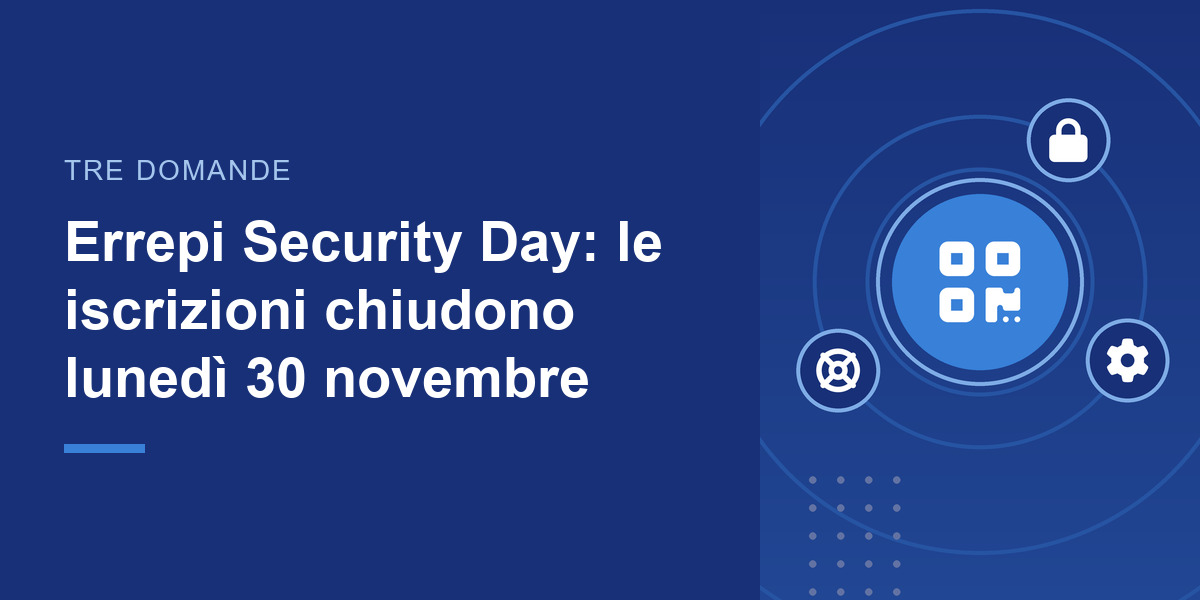 TRE DOMANDE
Errepi Security Day: le
iscrizioni chiudono
lunedì 30 novembre